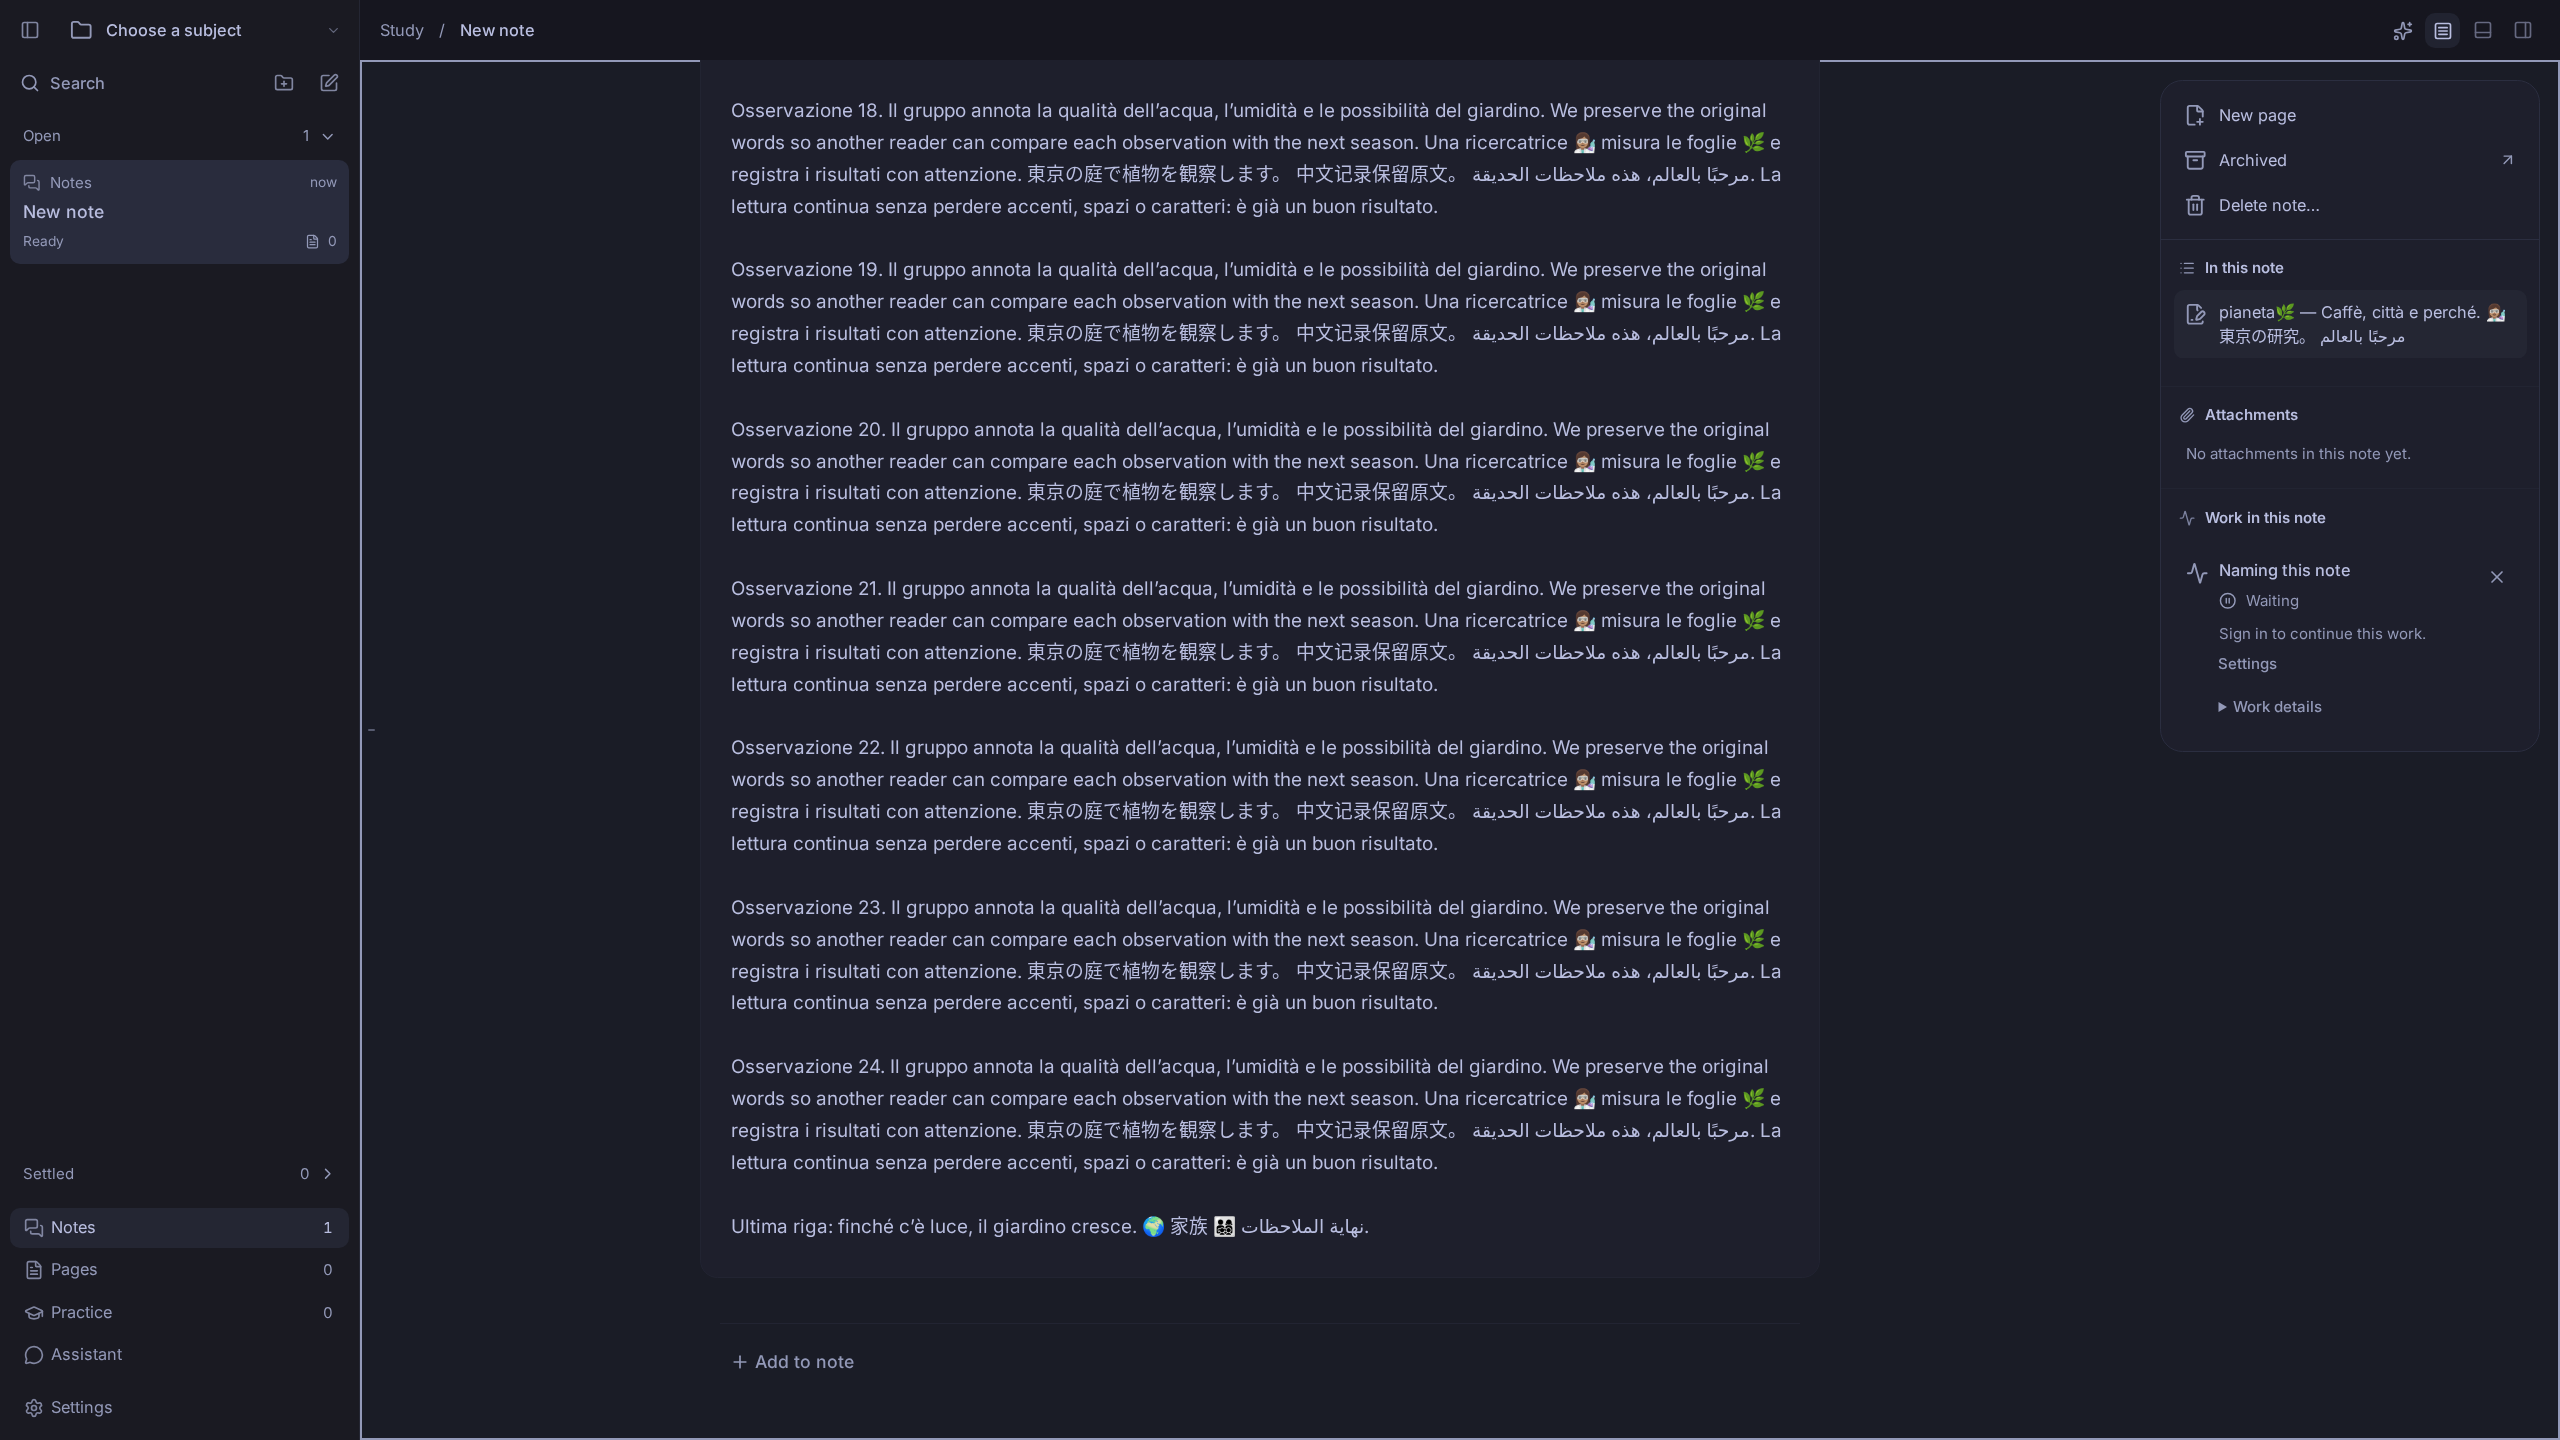 Choose a subject
Search
Open 1
Notes now
New note
Ready 0
Settled 0
Notes 1
Pages 0
Practice 0
Assistant
Settings
Study / New note
Osservazione 18. Il gruppo annota la qualità dell’acqua, l’umidità e le possibilità del giardino. We preserve the original
words so another reader can compare each observation with the next season. Una ricercatrice 👩🏽‍🔬 misura le foglie 🌿 e
registra i risultati con attenzione. 東京の庭で植物を観察します。 中文记录保留原文。 مرحبًا بالعالم، هذه ملاحظات الحديقة. La
lettura continua senza perdere accenti, spazi o caratteri: è già un buon risultato.
Osservazione 19. Il gruppo annota la qualità dell’acqua, l’umidità e le possibilità del giardino. We preserve the original
words so another reader can compare each observation with the next season. Una ricercatrice 👩🏽‍🔬 misura le foglie 🌿 e
registra i risultati con attenzione. 東京の庭で植物を観察します。 中文记录保留原文。 مرحبًا بالعالم، هذه ملاحظات الحديقة. La
lettura continua senza perdere accenti, spazi o caratteri: è già un buon risultato.
Osservazione 20. Il gruppo annota la qualità dell’acqua, l’umidità e le possibilità del giardino. We preserve the original
words so another reader can compare each observation with the next season. Una ricercatrice 👩🏽‍🔬 misura le foglie 🌿 e
registra i risultati con attenzione. 東京の庭で植物を観察します。 中文记录保留原文。 مرحبًا بالعالم، هذه ملاحظات الحديقة. La
lettura continua senza perdere accenti, spazi o caratteri: è già un buon risultato.
Osservazione 21. Il gruppo annota la qualità dell’acqua, l’umidità e le possibilità del giardino. We preserve the original
words so another reader can compare each observation with the next season. Una ricercatrice 👩🏽‍🔬 misura le foglie 🌿 e
registra i risultati con attenzione. 東京の庭で植物を観察します。 中文记录保留原文。 مرحبًا بالعالم، هذه ملاحظات الحديقة. La
lettura continua senza perdere accenti, spazi o caratteri: è già un buon risultato.
Osservazione 22. Il gruppo annota la qualità dell’acqua, l’umidità e le possibilità del giardino. We preserve the original
words so another reader can compare each observation with the next season. Una ricercatrice 👩🏽‍🔬 misura le foglie 🌿 e
registra i risultati con attenzione. 東京の庭で植物を観察します。 中文记录保留原文。 مرحبًا بالعالم، هذه ملاحظات الحديقة. La
lettura continua senza perdere accenti, spazi o caratteri: è già un buon risultato.
Osservazione 23. Il gruppo annota la qualità dell’acqua, l’umidità e le possibilità del giardino. We preserve the original
words so another reader can compare each observation with the next season. Una ricercatrice 👩🏽‍🔬 misura le foglie 🌿 e
registra i risultati con attenzione. 東京の庭で植物を観察します。 中文记录保留原文。 مرحبًا بالعالم، هذه ملاحظات الحديقة. La
lettura continua senza perdere accenti, spazi o caratteri: è già un buon risultato.
Osservazione 24. Il gruppo annota la qualità dell’acqua, l’umidità e le possibilità del giardino. We preserve the original
words so another reader can compare each observation with the next season. Una ricercatrice 👩🏽‍🔬 misura le foglie 🌿 e
registra i risultati con attenzione. 東京の庭で植物を観察します。 中文记录保留原文。 مرحبًا بالعالم، هذه ملاحظات الحديقة. La
lettura continua senza perdere accenti, spazi o caratteri: è già un buon risultato.
Ultima riga: finché c’è luce, il giardino cresce. 🌍 家族 👨‍👩‍👧‍👦 نهاية الملاحظات.
Add to note
New page
Archived
Delete note…
In this note
pianeta🌿 — Caffè, città e perché. 👩🏽‍🔬
東京の研究。 مرحبًا بالعالم
Attachments
No attachments in this note yet.
Work in this note
Naming this note
Waiting
Sign in to continue this work.
Settings
Work details